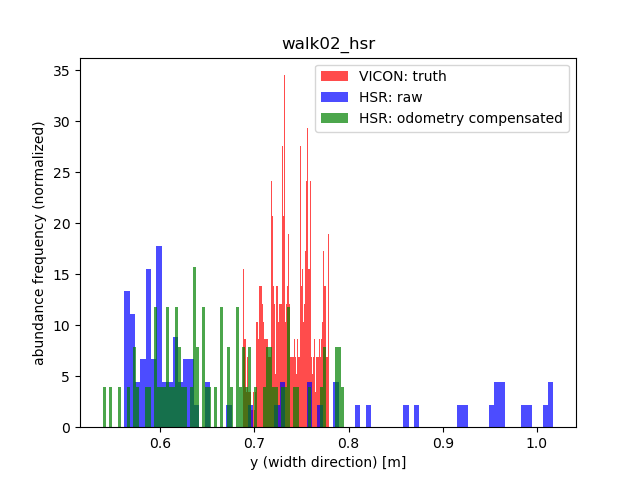 walk02_hsr
VICON: truth
HSR: raw
HSR: odometry compensated
abundance frequency (normalized)
35
30
25
20
15
10
5
0
0.6 0.7 0.8 0.9 1.0
y (width direction) [m]